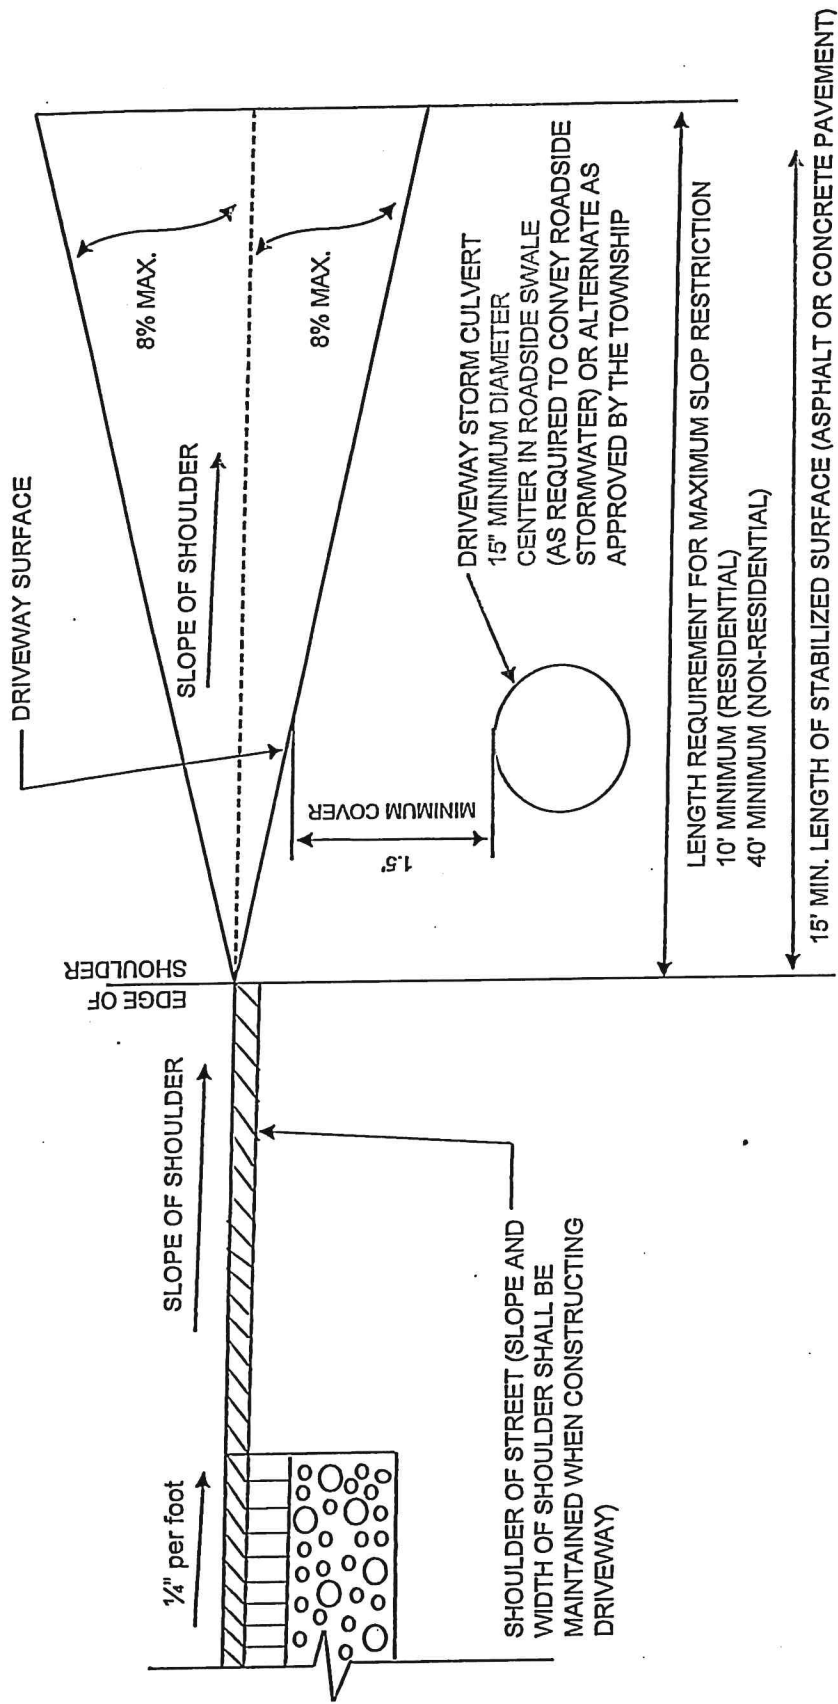 DRIVEWAY SURFACE
¼" per foot
SLOPE OF SHOULDER
EDGE OF
SHOULDER
SLOPE OF SHOULDER
8% MAX.
8% MAX.
1.5'
MINIMUM COVER
DRIVEWAY STORM CULVERT
15" MINIMUM DIAMETER
CENTER IN ROADSIDE SWALE
(AS REQUIRED TO CONVEY ROADSIDE
STORMWATER) OR ALTERNATE AS
APPROVED BY THE TOWNSHIP
SHOULDER OF STREET (SLOPE AND
WIDTH OF SHOULDER SHALL BE
MAINTAINED WHEN CONSTRUCTING
DRIVEWAY)
LENGTH REQUIREMENT FOR MAXIMUM SLOP RESTRICTION
10' MINIMUM (RESIDENTIAL)
40' MINIMUM (NON-RESIDENTIAL)
15' MIN. LENGTH OF STABILIZED SURFACE (ASPHALT OR CONCRETE PAVEMENT)